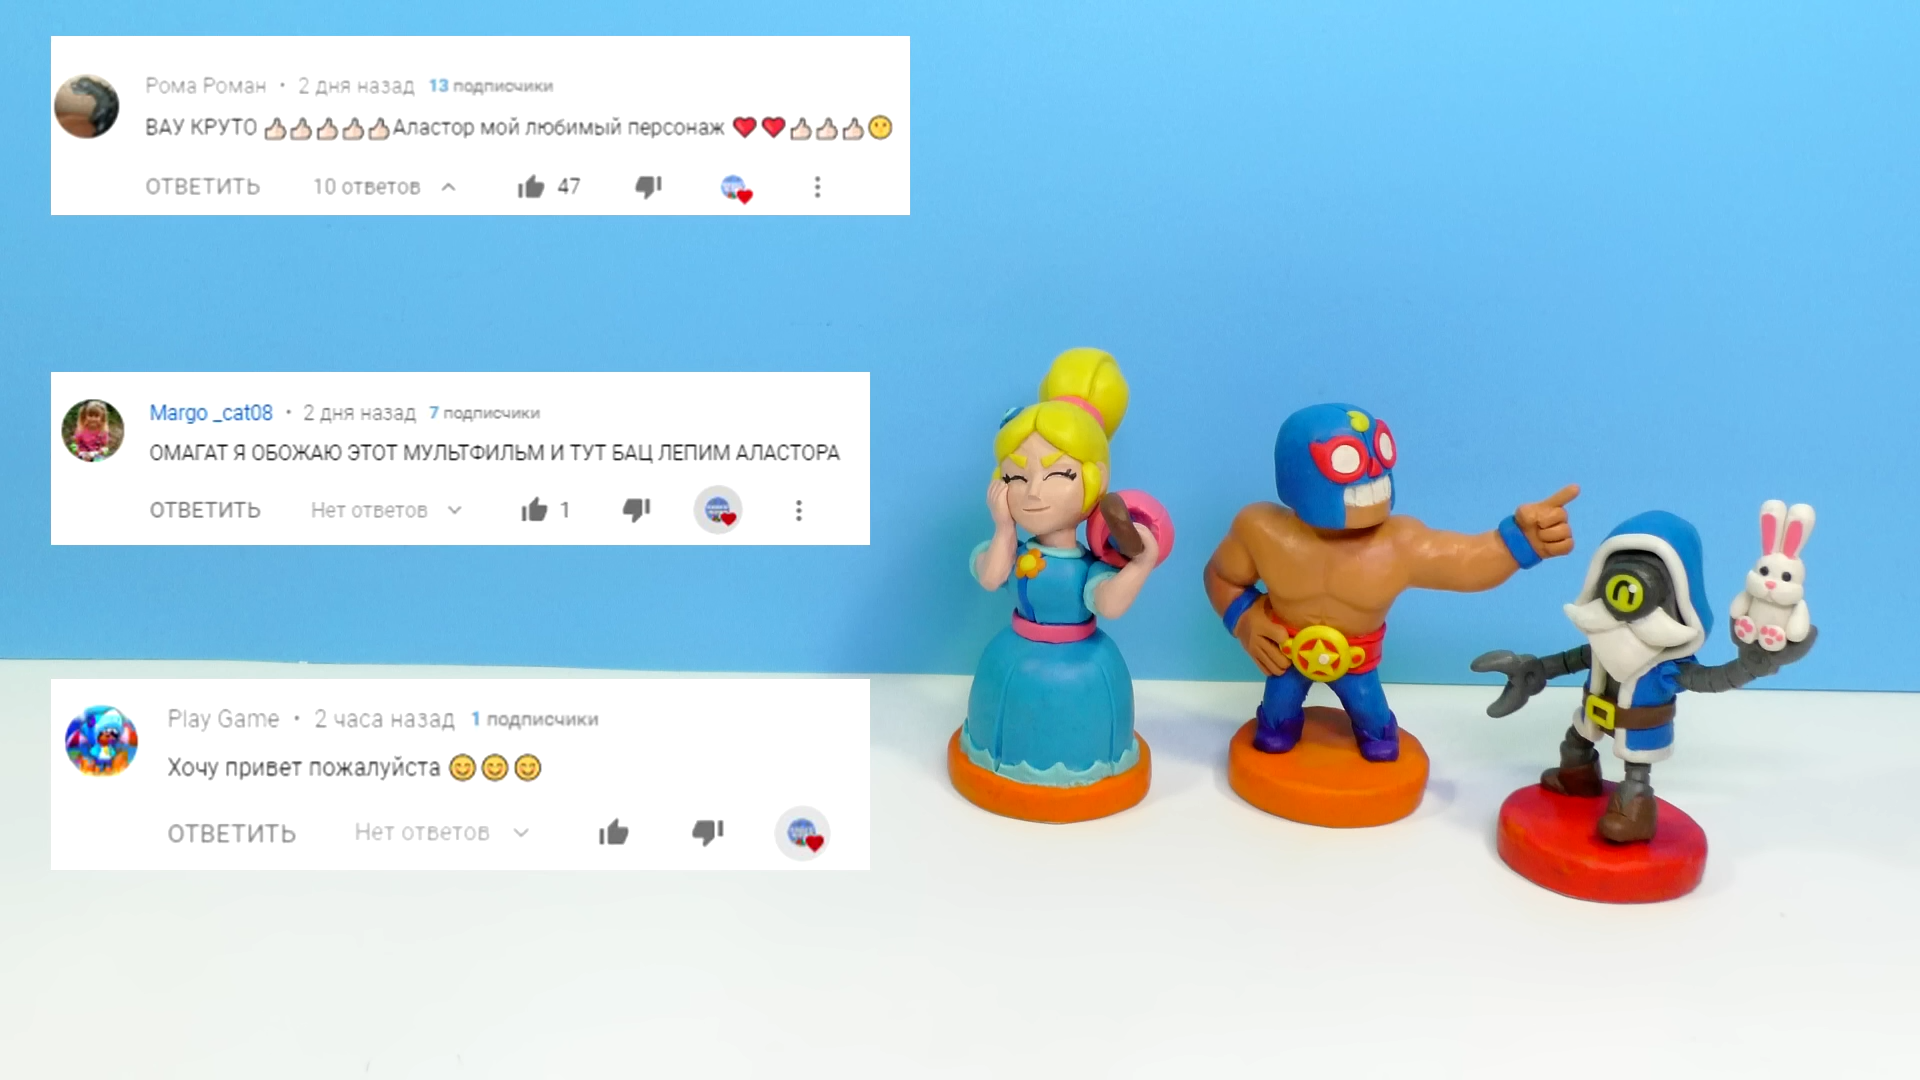 Рома Роман • 2 дня назад 13 подписчики
ВАУ КРУТО 👍🏻👍🏻👍🏻👍🏻👍🏻Аластор мой любимый персонаж ❤️❤️👍🏻👍🏻👍🏻😶
ОТВЕТИТЬ 10 ответов 47
Margo _cat08 • 2 дня назад 7 подписчики
ОМАГАТ Я ОБОЖАЮ ЭТОТ МУЛЬТФИЛЬМ И ТУТ БАЦ ЛЕПИМ АЛАСТОРА
ОТВЕТИТЬ Нет ответов 1
Play Game • 2 часа назад 1 подписчики
Хочу привет пожалуйста 😊😊😊
ОТВЕТИТЬ Нет ответов